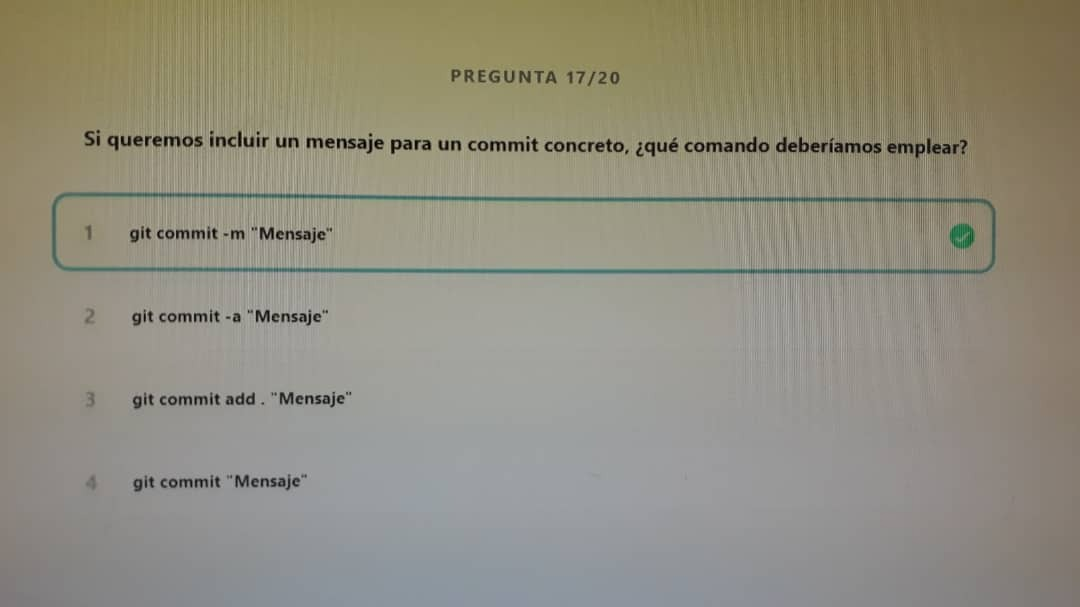 PREGUNTA 17/20
Si queremos incluir un mensaje para un commit concreto, ¿qué comando deberíamos emplear?
1 git commit -m "Mensaje"
2 git commit -a "Mensaje"
3 git commit add . "Mensaje"
4 git commit "Mensaje"